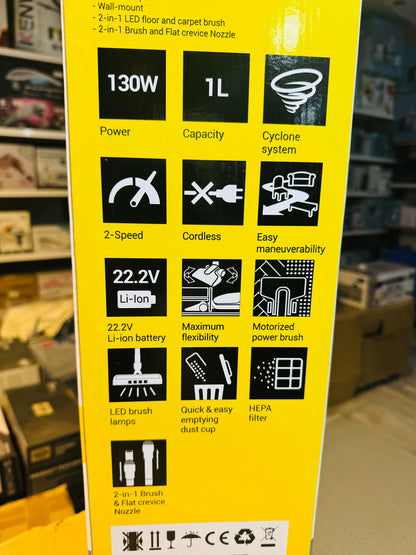 - Wall-mount
- 2-in-1 LED floor and carpet brush
- 2-in-1 Brush and Flat crevice Nozzle
130W
1L
Power
Capacity
Cyclone
system
2-Speed
Cordless
Easy
maneuverability
22.2V
Li-Ion
22.2V
Li-ion battery
Maximum
flexibility
Motorized
power brush
LED brush
lamps
Quick & easy
emptying
dust cup
HEPA
filter
2-in-1 Brush
& Flat crevice
Nozzle
CE
KEN